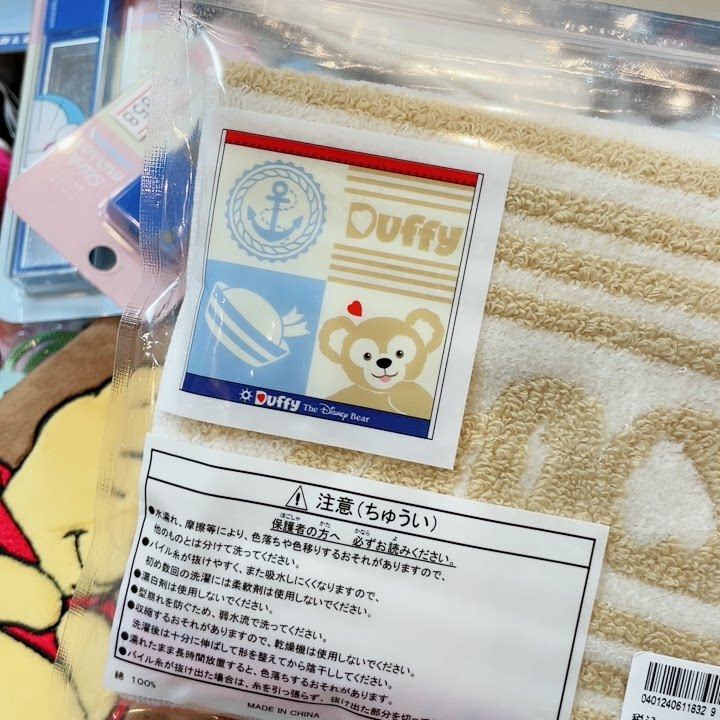 858
Duffy
Duffy The Disney Bear
注意(ちゅうい)
保護者の方へ 必ずお読みください。
●水濡れ、摩擦等により、色落ちや色移りするおそれがありますので、
他のものとは分けて洗ってください。
●パイル糸が抜けやすく、また吸水しにくくなりますので、
初め数回の洗濯には柔軟剤は使用しないでください。
●漂白剤は使用しないでください。
●型崩れを防ぐため、弱水流で洗ってください。
●収縮するおそれがありますので、乾燥機は使用しないでください。
洗濯後は十分に伸ばして形を整えてから陰干ししてください。
●濡れたまま長時間放置すると、色落ちするおそれがあります。
●パイル糸が抜け出た場合は、糸を引っ張らず、抜け出た部分を切っ
綿 100%
MADE IN CHINA
0401240611832 9
税込